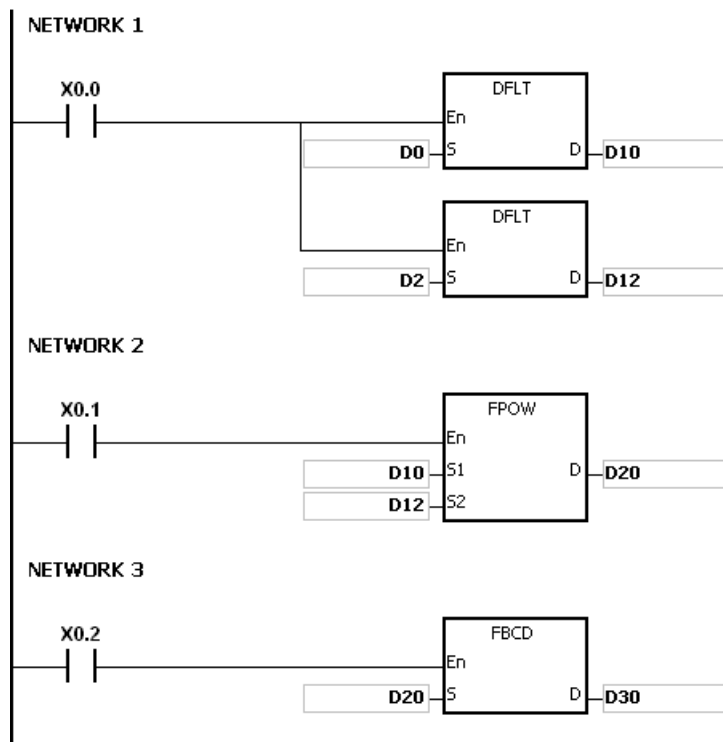 NETWORK 1
X0.0
DFLT
En
D0 S D D10
DFLT
En
D2 S D D12
NETWORK 2
X0.1
FPOW
En
D10 S1 D D20
D12 S2
NETWORK 3
X0.2
FBCD
En
D20 S D D30